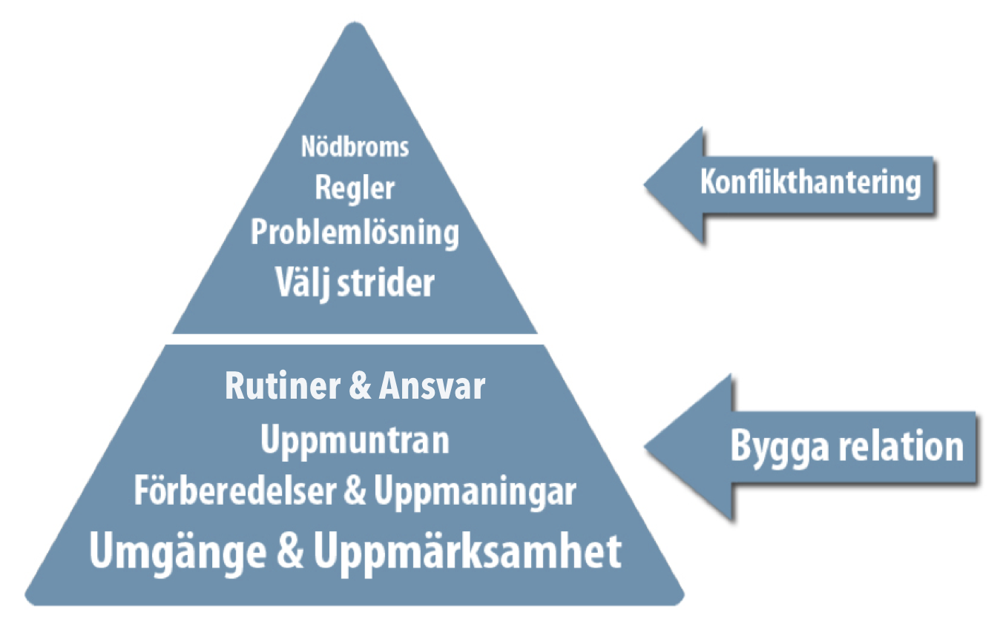 Nödbroms
Regler
Problemlösning
Välj strider
Konflikthantering
Rutiner & Ansvar
Uppmuntran
Förberedelser & Uppmaningar
Umgänge & Uppmärksamhet
Bygga relation